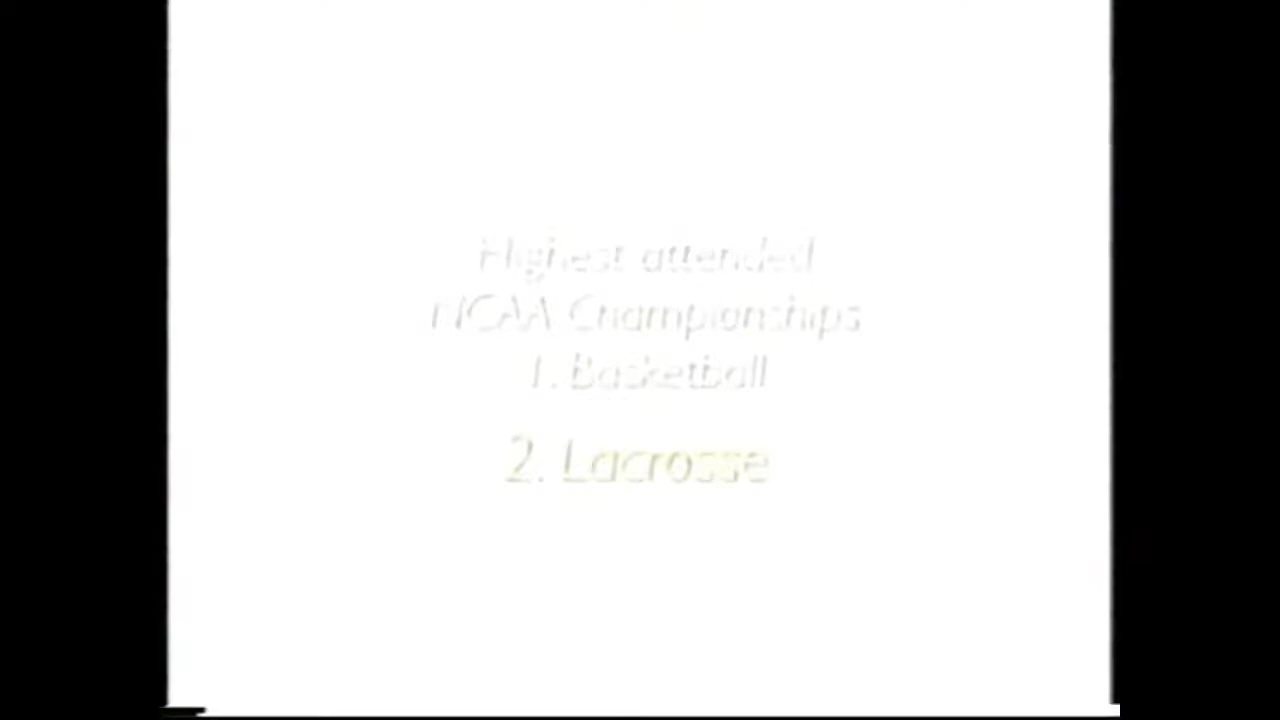 Highest attended
NCAA Championships
1. Basketball
2. Lacrosse